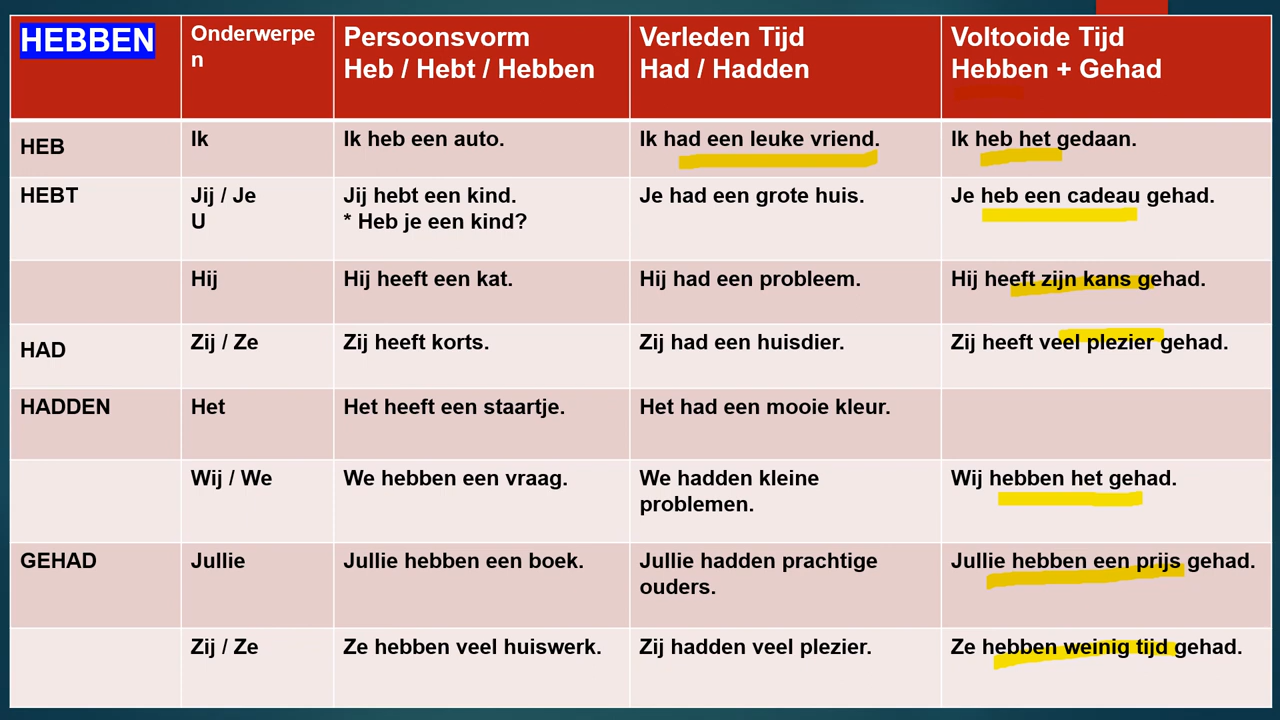 HEBBEN
Onderwerpe
n
Persoonsvorm
Heb / Hebt / Hebben
Verleden Tijd
Had / Hadden
Voltooide Tijd
Hebben + Gehad
HEB
Ik
Ik heb een auto.
Ik had een leuke vriend.
Ik heb het gedaan.
HEBT
Jij / Je
U
Jij hebt een kind.
* Heb je een kind?
Je had een grote huis.
Je heb een cadeau gehad.
Hij
Hij heeft een kat.
Hij had een probleem.
Hij heeft zijn kans gehad.
HAD
Zij / Ze
Zij heeft korts.
Zij had een huisdier.
Zij heeft veel plezier gehad.
HADDEN
Het
Het heeft een staartje.
Het had een mooie kleur.
Wij / We
We hebben een vraag.
We hadden kleine
problemen.
Wij hebben het gehad.
GEHAD
Jullie
Jullie hebben een boek.
Jullie hadden prachtige
ouders.
Jullie hebben een prijs gehad.
Zij / Ze
Ze hebben veel huiswerk.
Zij hadden veel plezier.
Ze hebben weinig tijd gehad.